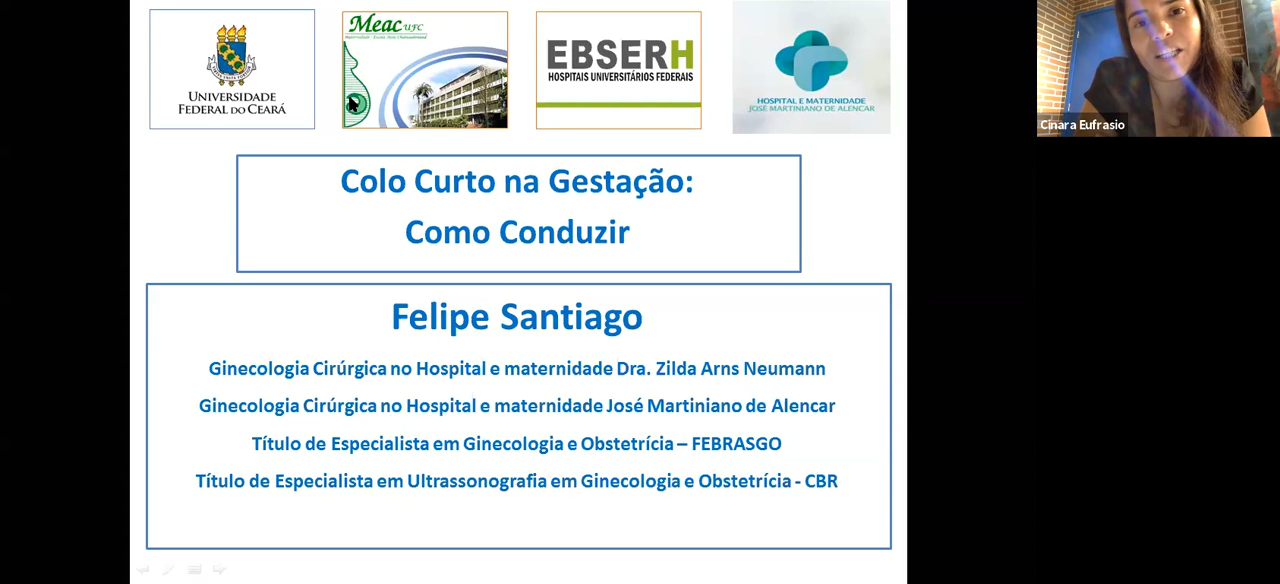 UNIVERSIDADE
FEDERAL DO CEARÁ
Meac UFC
EBSERH
HOSPITAIS UNIVERSITÁRIOS FEDERAIS
HOSPITAL E MATERNIDADE
JOSÉ MARTINIANO DE ALENCAR
Cinara Eufrasio
Colo Curto na Gestação:
Como Conduzir
Felipe Santiago
Ginecologia Cirúrgica no Hospital e maternidade Dra. Zilda Arns Neumann
Ginecologia Cirúrgica no Hospital e maternidade José Martiniano de Alencar
Título de Especialista em Ginecologia e Obstetrícia – FEBRASGO
Título de Especialista em Ultrassonografia em Ginecologia e Obstetrícia - CBR